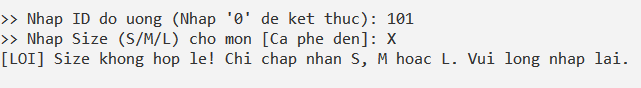 >> Nhap ID do uong (Nhap '0' de ket thuc): 101
>> Nhap Size (S/M/L) cho mon [Ca phe den]: X
[LOI] Size khong hop le! Chi chap nhan S, M hoac L. Vui long nhap lai.